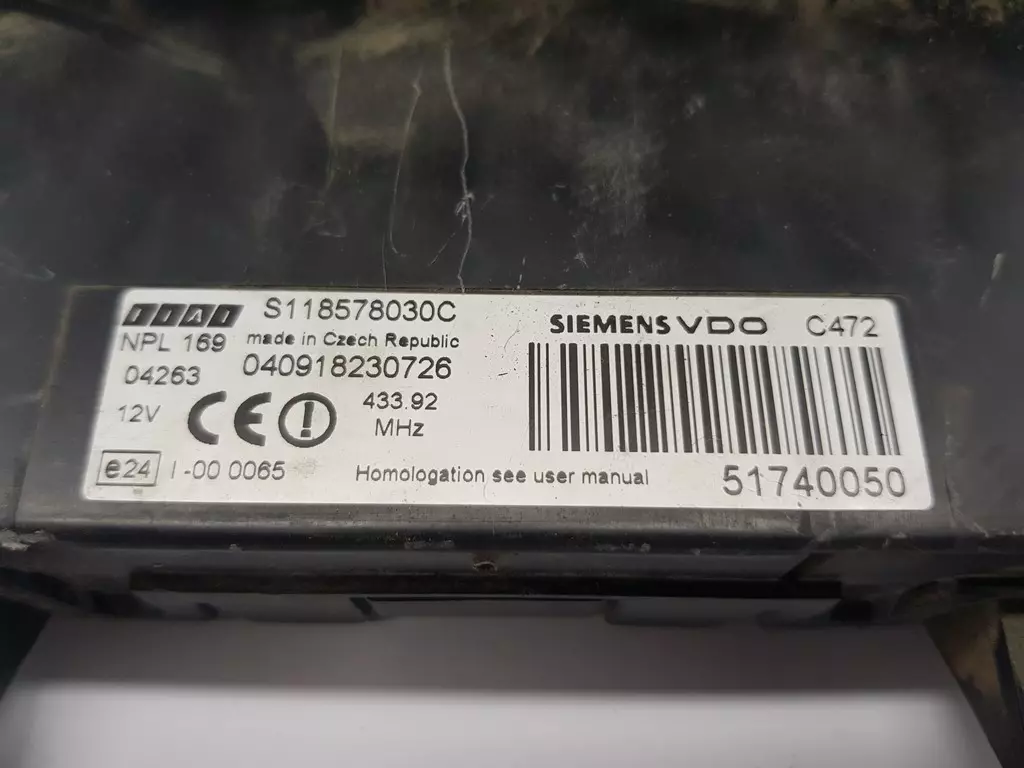 FIAT S118578030C
NPL 169 made in Czech Republic
04263 040918230726
12V CE 433.92
MHz
e24 I-00 0065 Homologation see user manual
SIEMENS VDO C472
51740050